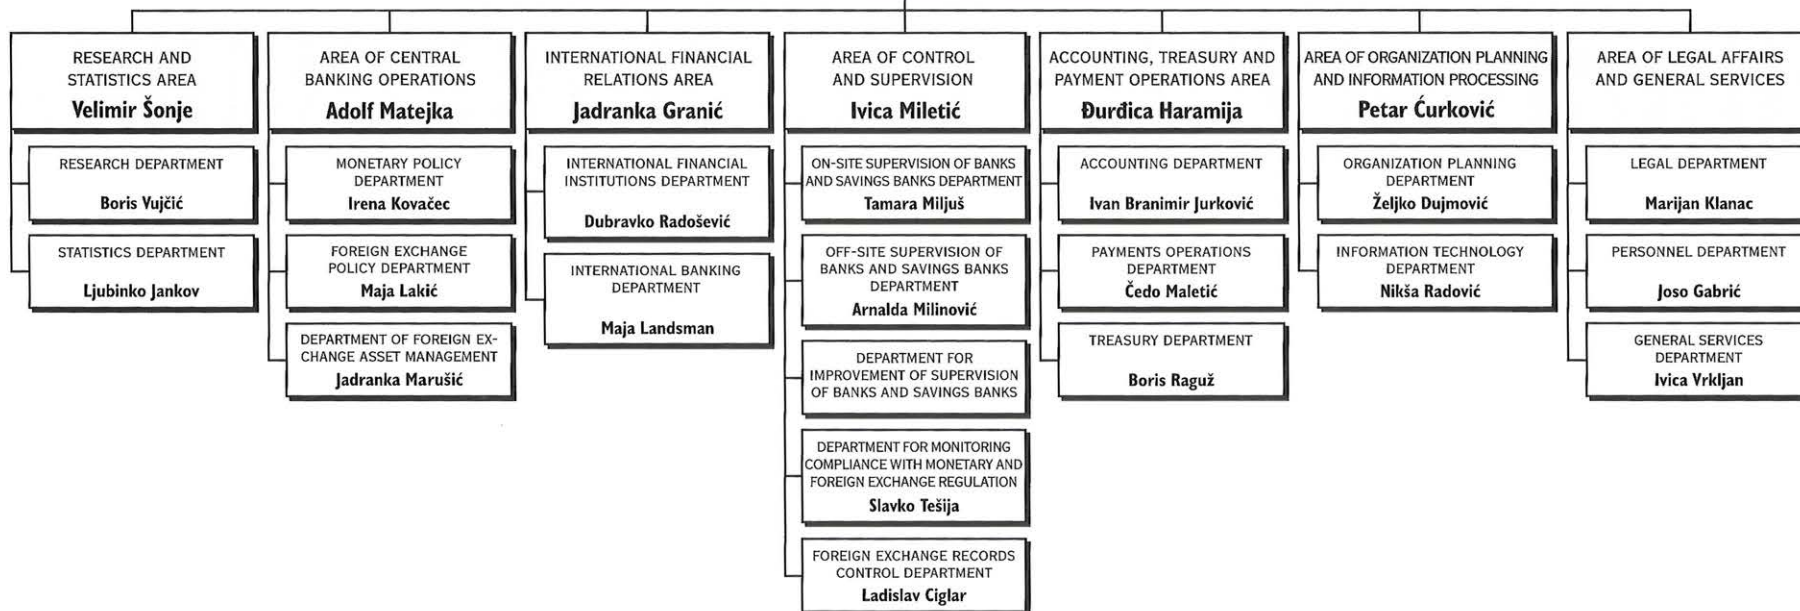 RESEARCH AND
STATISTICS AREA
Velimir Šonje
RESEARCH DEPARTMENT
Boris Vujčić
STATISTICS DEPARTMENT
Ljubinko Jankov
AREA OF CENTRAL
BANKING OPERATIONS
Adolf Matejka
MONETARY POLICY
DEPARTMENT
Irena Kovačec
FOREIGN EXCHANGE
POLICY DEPARTMENT
Maja Lakić
DEPARTMENT OF FOREIGN EX-
CHANGE ASSET MANAGEMENT
Jadranka Marušić
INTERNATIONAL FINANCIAL
RELATIONS AREA
Jadranka Granić
INTERNATIONAL FINANCIAL
INSTITUTIONS DEPARTMENT
Dubravko Radošević
INTERNATIONAL BANKING
DEPARTMENT
Maja Landsman
AREA OF CONTROL
AND SUPERVISION
Ivica Miletić
ON-SITE SUPERVISION OF BANKS
AND SAVINGS BANKS DEPARTMENT
Tamara Miljuš
OFF-SITE SUPERVISION OF
BANKS AND SAVINGS BANKS
DEPARTMENT
Arnalda Milinović
DEPARTMENT FOR
IMPROVEMENT OF SUPERVISION
OF BANKS AND SAVINGS BANKS
DEPARTMENT FOR MONITORING
COMPLIANCE WITH MONETARY AND
FOREIGN EXCHANGE REGULATION
Slavko Tešija
FOREIGN EXCHANGE RECORDS
CONTROL DEPARTMENT
Ladislav Ciglar
ACCOUNTING, TREASURY AND
PAYMENT OPERATIONS AREA
Đurđica Haramija
ACCOUNTING DEPARTMENT
Ivan Branimir Jurković
PAYMENTS OPERATIONS
DEPARTMENT
Čedo Maletić
TREASURY DEPARTMENT
Boris Raguž
AREA OF ORGANIZATION PLANNING
AND INFORMATION PROCESSING
Petar Ćurković
ORGANIZATION PLANNING
DEPARTMENT
Željko Dujmović
INFORMATION TECHNOLOGY
DEPARTMENT
Nikša Radović
AREA OF LEGAL AFFAIRS
AND GENERAL SERVICES
LEGAL DEPARTMENT
Marijan Klanac
PERSONNEL DEPARTMENT
Joso Gabrić
GENERAL SERVICES
DEPARTMENT
Ivica Vrkljan